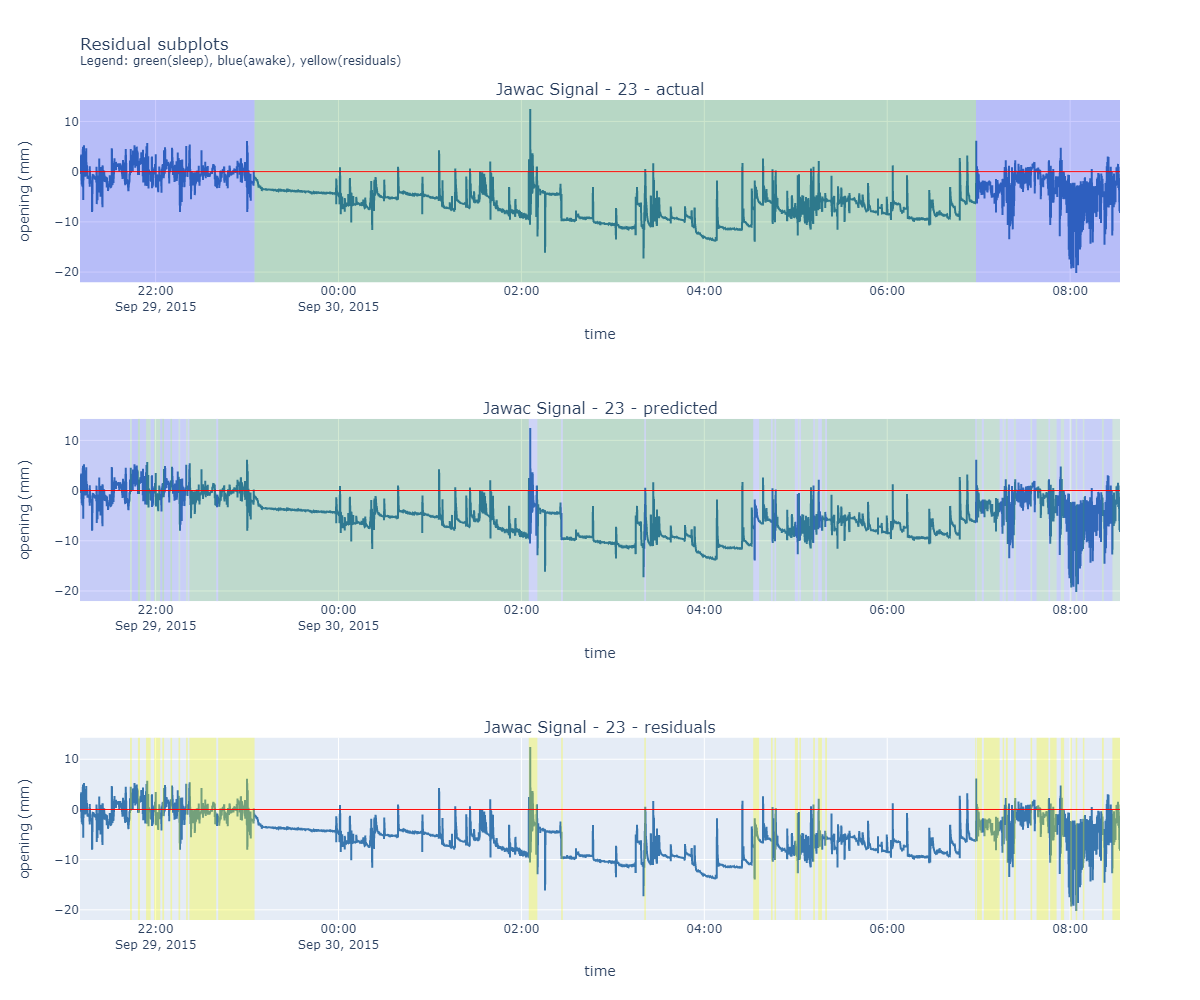 Residual subplots
Legend: green(sleep), blue(awake), yellow(residuals)
Jawac Signal - 23 - actual
opening (mm)
10
0
−10
−20
22:00 00:00 02:00 04:00 06:00 08:00
Sep 29, 2015 Sep 30, 2015
time
Jawac Signal - 23 - predicted
opening (mm)
10
0
−10
−20
22:00 00:00 02:00 04:00 06:00 08:00
Sep 29, 2015 Sep 30, 2015
time
Jawac Signal - 23 - residuals
opening (mm)
10
0
−10
−20
22:00 00:00 02:00 04:00 06:00 08:00
Sep 29, 2015 Sep 30, 2015
time